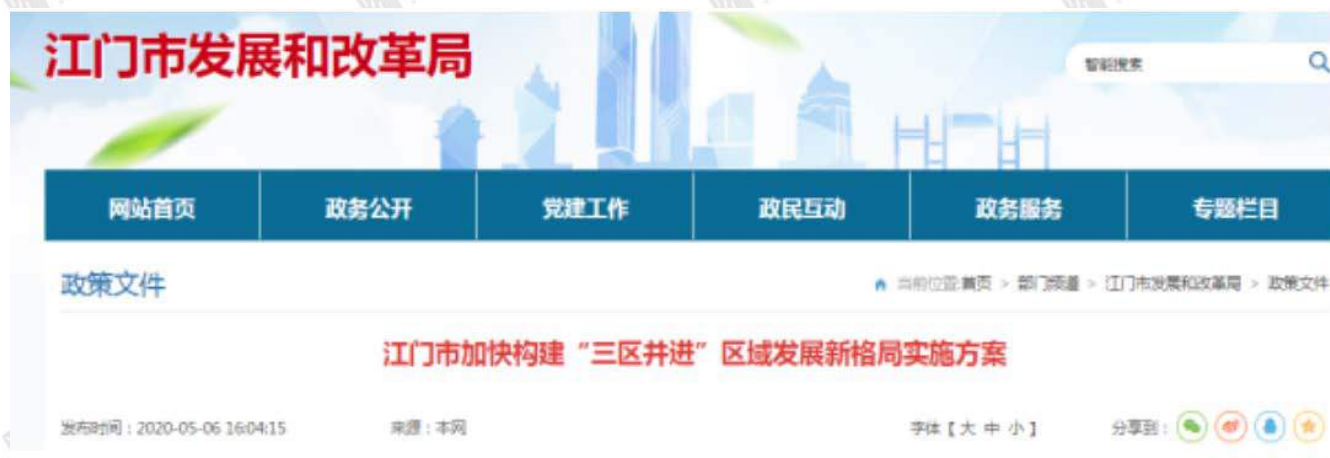 江门市发展和改革局
智能搜索
网站首页 政务公开 党建工作 政民互动 政务服务 专题栏目
政策文件 当前位置:首页 > 部门频道 > 江门市发展和改革局 > 政策文件
江门市加快构建“三区并进”区域发展新格局实施方案
发布时间：2020-05-06 16:04:15 来源：本网 字体【大 中 小】 分享到：